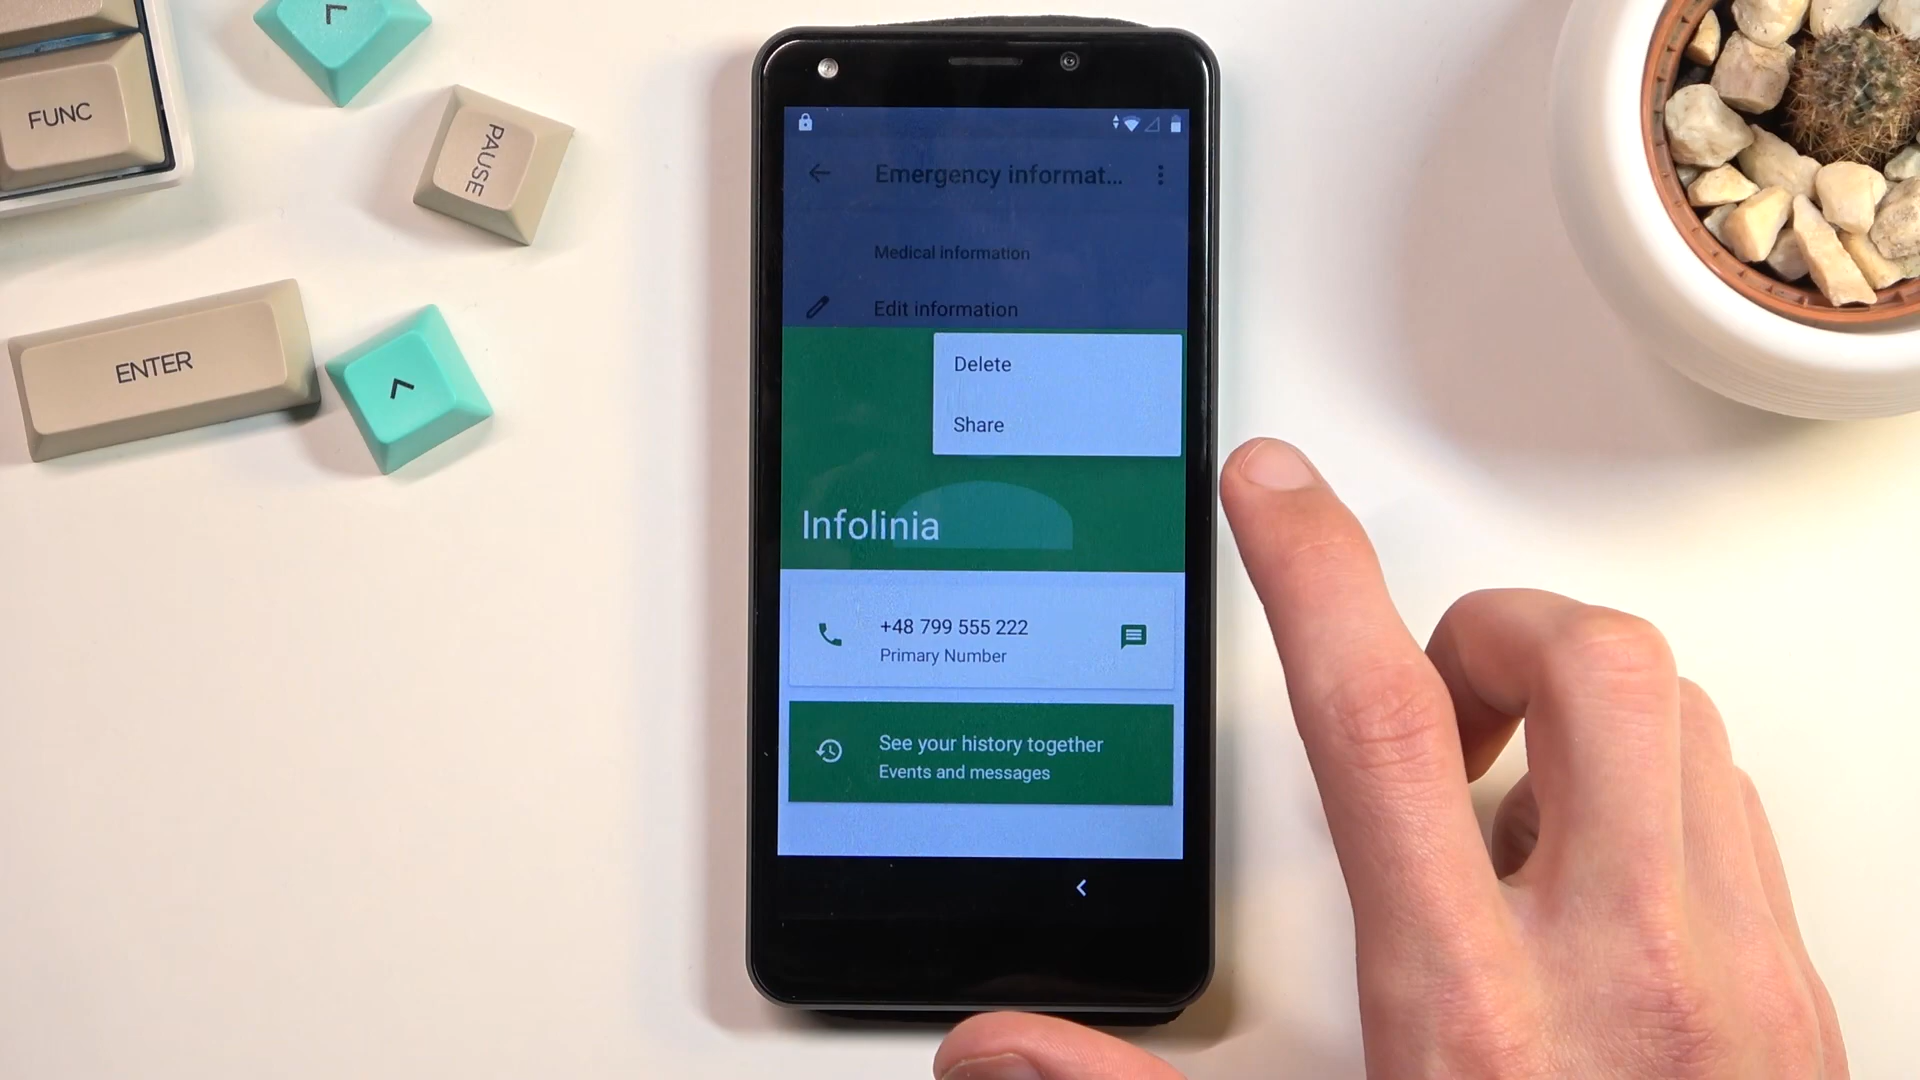 FUNC
PAUSE
ENTER
Emergency informat...
Medical information
Edit information
Delete
Share
Infolinia
+48 799 555 222
Primary Number
See your history together
Events and messages